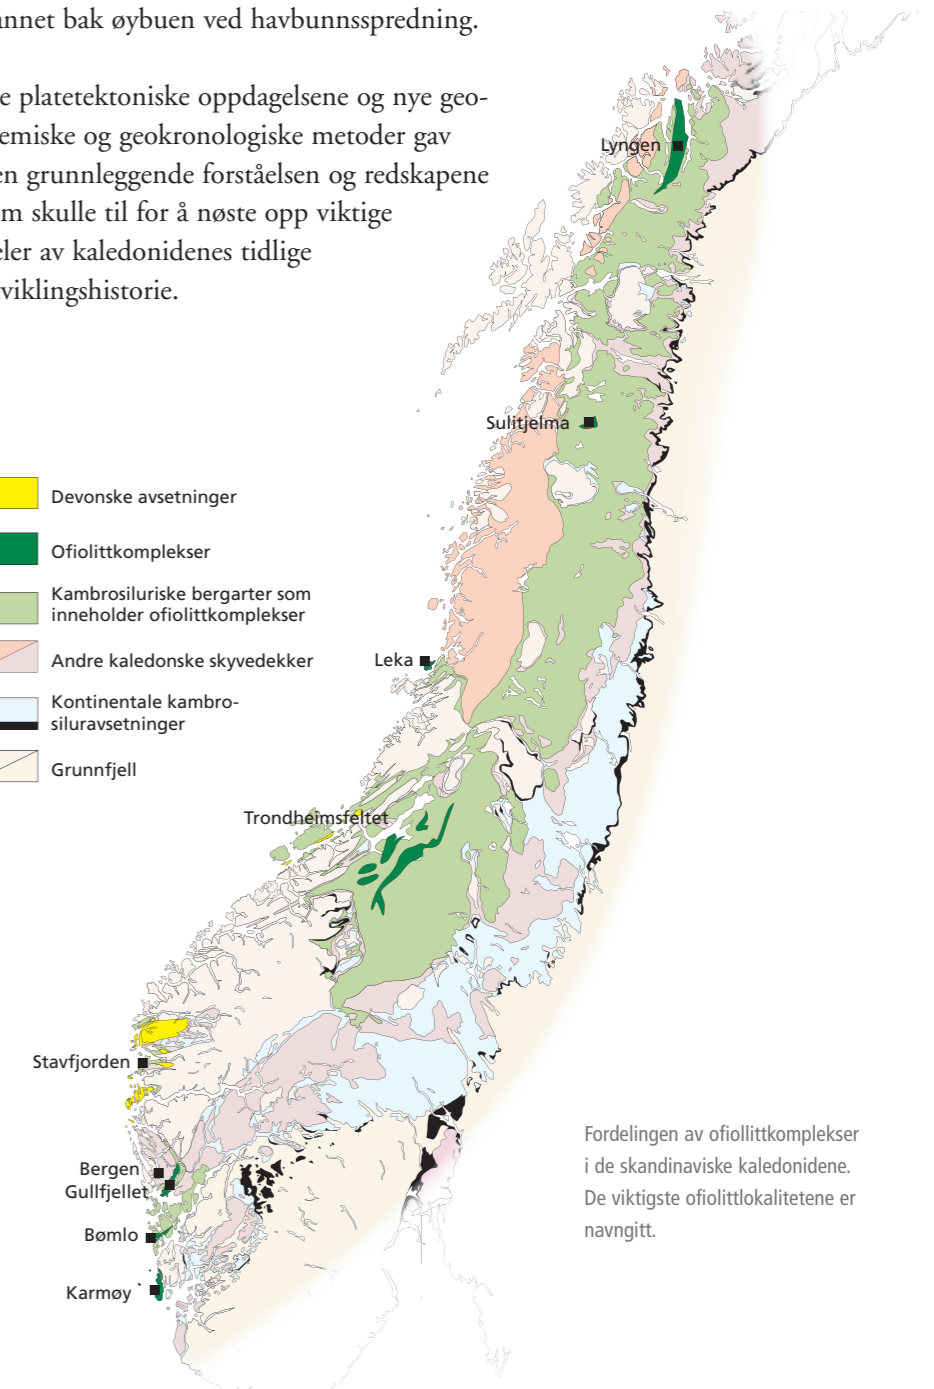 annet bak øybuen ved havbunnsspredning.
e platetektoniske oppdagelsene og nye geo-
emiske og geokronologiske metoder gav
en grunnleggende forståelsen og redskapene
m skulle til for å nøste opp viktige
eler av kaledonidenes tidlige
viklingshistorie.
Lyngen
Sulitjelma
Devonske avsetninger
Ofiolittkomplekser
Kambrosiluriske bergarter som
inneholder ofiolittkomplekser
Andre kaledonske skyvedekker
Kontinentale kambro-
siluravsetninger
Grunnfjell
Leka
Trondheimsfeltet
Stavfjorden
Bergen
Gullfjellet
Bømlo
Karmøy
Fordelingen av ofiollittkomplekser
i de skandinaviske kaledonidene.
De viktigste ofiolittlokalitetene er
navngitt.